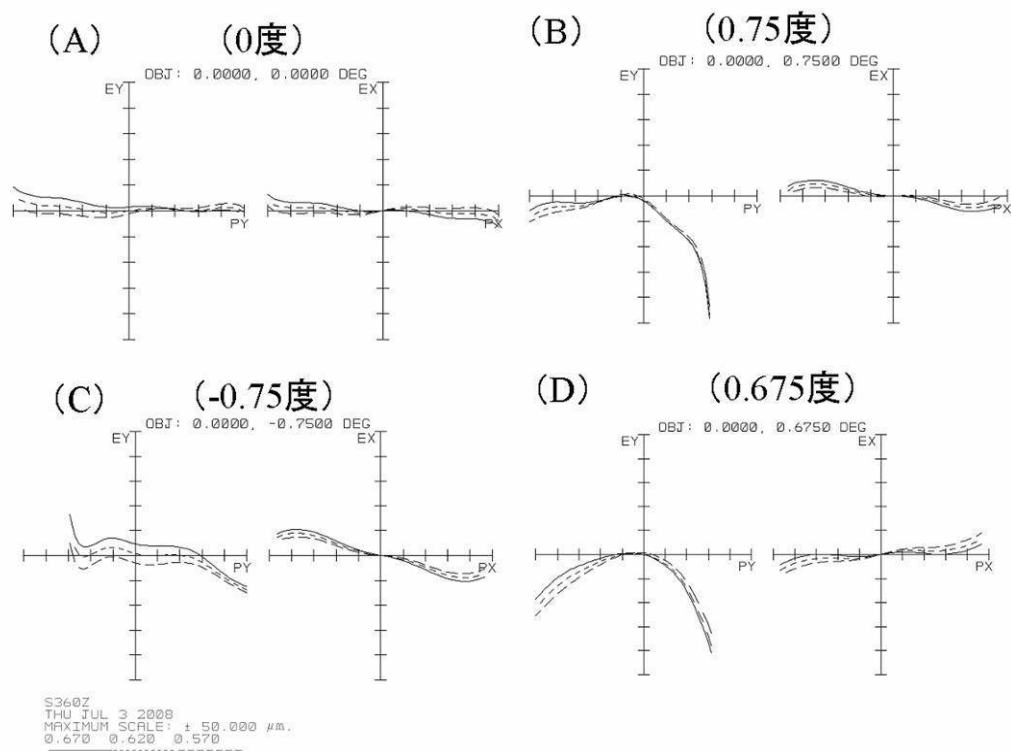 (A) (0度)
OBJ: 0.0000, 0.0000 DEG
EY EX
PY PX
(B) (0.75度)
OBJ: 0.0000, 0.7500 DEG
EY EX
PY PX
(C) (-0.75度)
OBJ: 0.0000, -0.7500 DEG
EY EX
PY PX
(D) (0.675度)
OBJ: 0.0000, 0.6750 DEG
EY EX
PY PX
S360Z
THU JUL 3 2008
MAXIMUM SCALE: ± 50.000 μm.
0.670 0.620 0.570